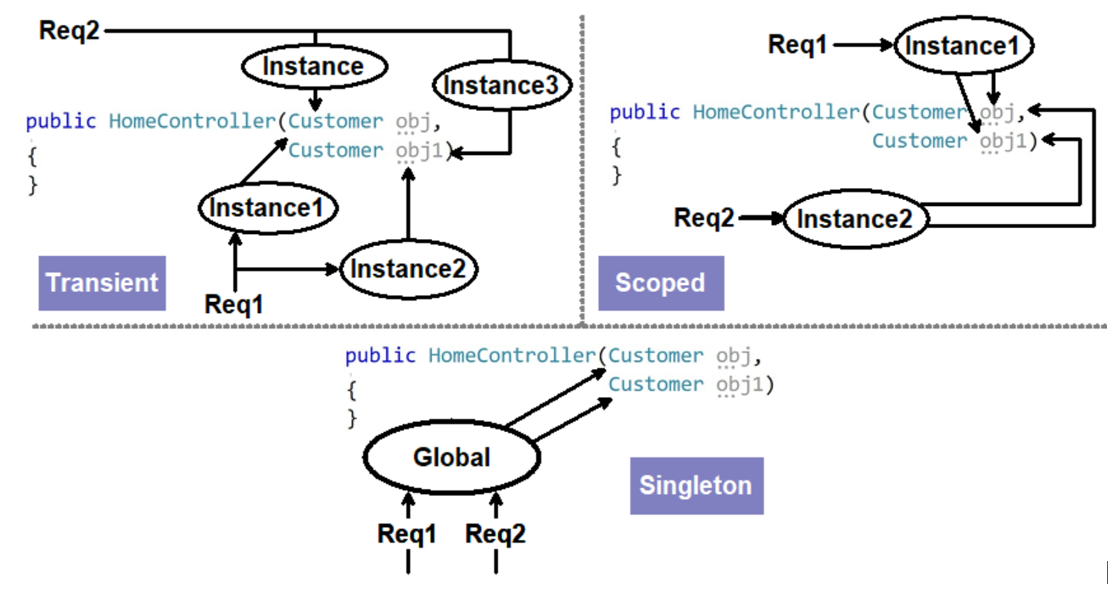 Req2
Instance
Instance3
public HomeController(Customer obj,
{ Customer obj1)
}
Instance1
Instance2
Transient
Req1
Req1
Instance1
public HomeController(Customer obj,
{ Customer obj1)
}
Req2
Instance2
Scoped
public HomeController(Customer obj,
{ Customer obj1)
}
Global
Singleton
Req1
Req2